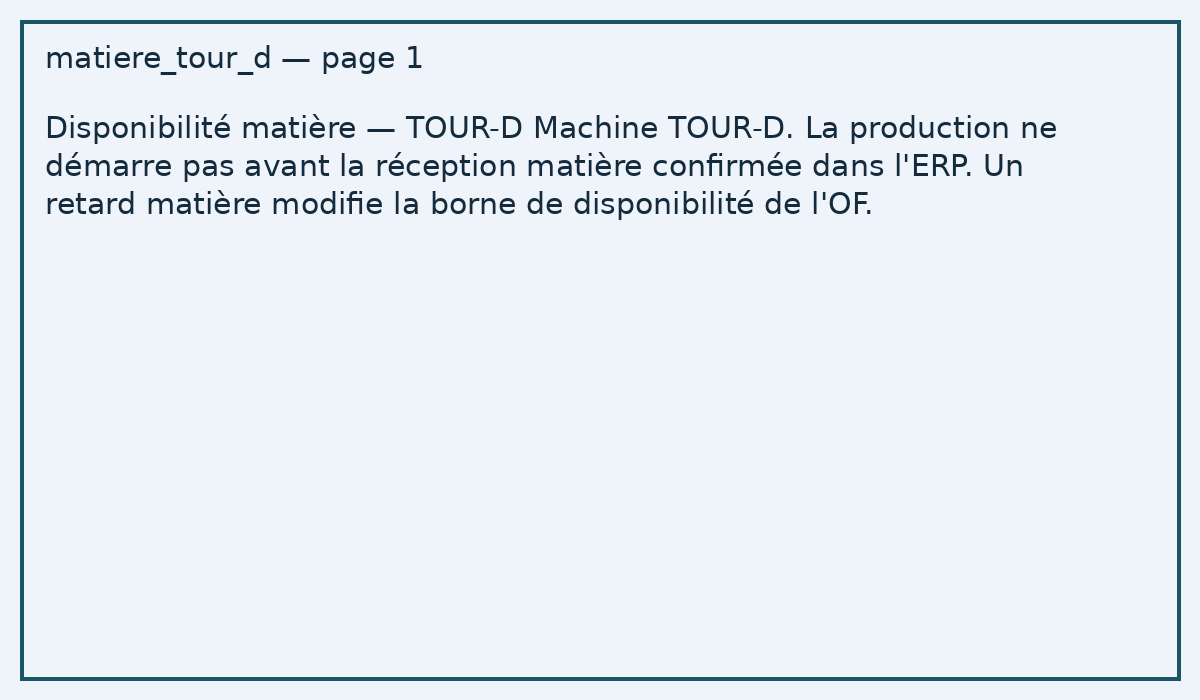 matiere_tour_d — page 1
Disponibilité matière — TOUR-D Machine TOUR-D. La production ne
démarre pas avant la réception matière confirmée dans l'ERP. Un
retard matière modifie la borne de disponibilité de l'OF.